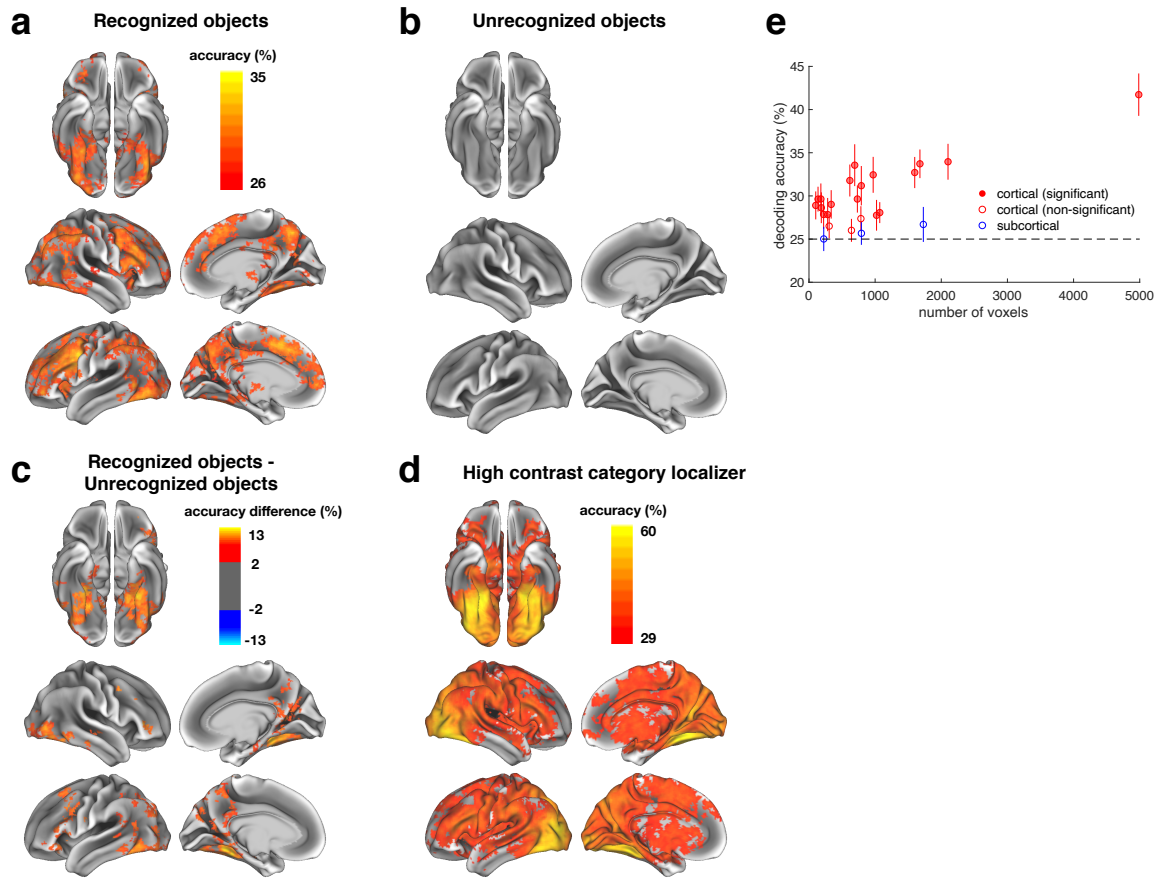 a
Recognized objects
accuracy (%)
35
26
b
Unrecognized objects
e
45
40
35
30
25
20
decoding accuracy (%)
cortical (significant)
cortical (non-significant)
subcortical
0
1000
2000
3000
4000
5000
number of voxels
c
Recognized objects -
Unrecognized objects
accuracy difference (%)
13
2
-2
-13
d
High contrast category localizer
accuracy (%)
60
29